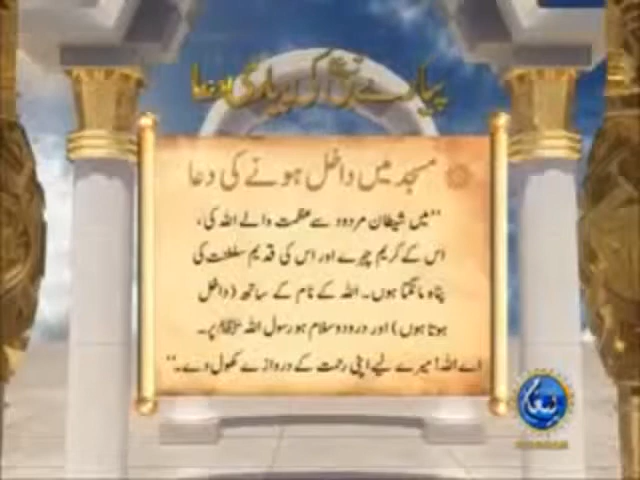 پیارے نبی ﷺ کی پیاری دعا
مسجد میں داخل ہونے کی دعا
”میں شیطان مردود سے عظمت والے اللہ کی،
اس کے کریم چہرے اور اس کی قدیم سلطنت کی
پناہ مانگتا ہوں۔ اللہ کے نام کے ساتھ (داخل
ہوتا ہوں) اور درود و سلام ہو رسول اللہ ﷺ پر۔
اے اللہ! میرے لیے اپنی رحمت کے دروازے کھول دے۔“